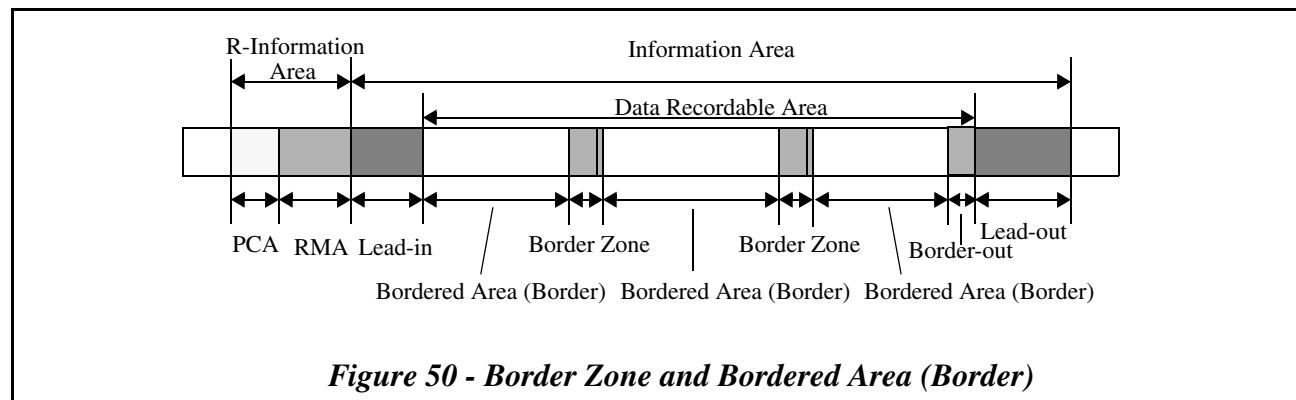 R-Information
Area
Information Area
Data Recordable Area
PCA
RMA
Lead-in
Border Zone
Border Zone
Border-out
Lead-out
Bordered Area (Border)
Bordered Area (Border)
Bordered Area (Border)
Figure 50 - Border Zone and Bordered Area (Border)